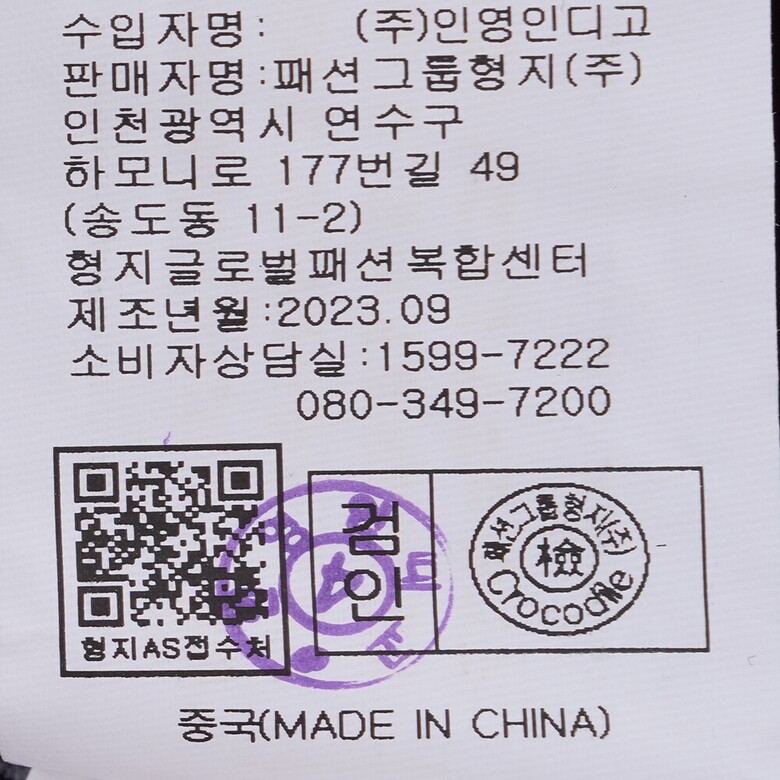 수입자명: (주)인영인디고
판매자명:패션그룹형지(주)
인천광역시 연수구
하모니로 177번길 49
(송도동 11-2)
형지글로벌패션복합센터
제조년월:2023.09
소비자상담실:1599-7222
080-349-7200
형지AS접수처
검인
패션그룹형지(주)
檢
Crocodile
중국(MADE IN CHINA)